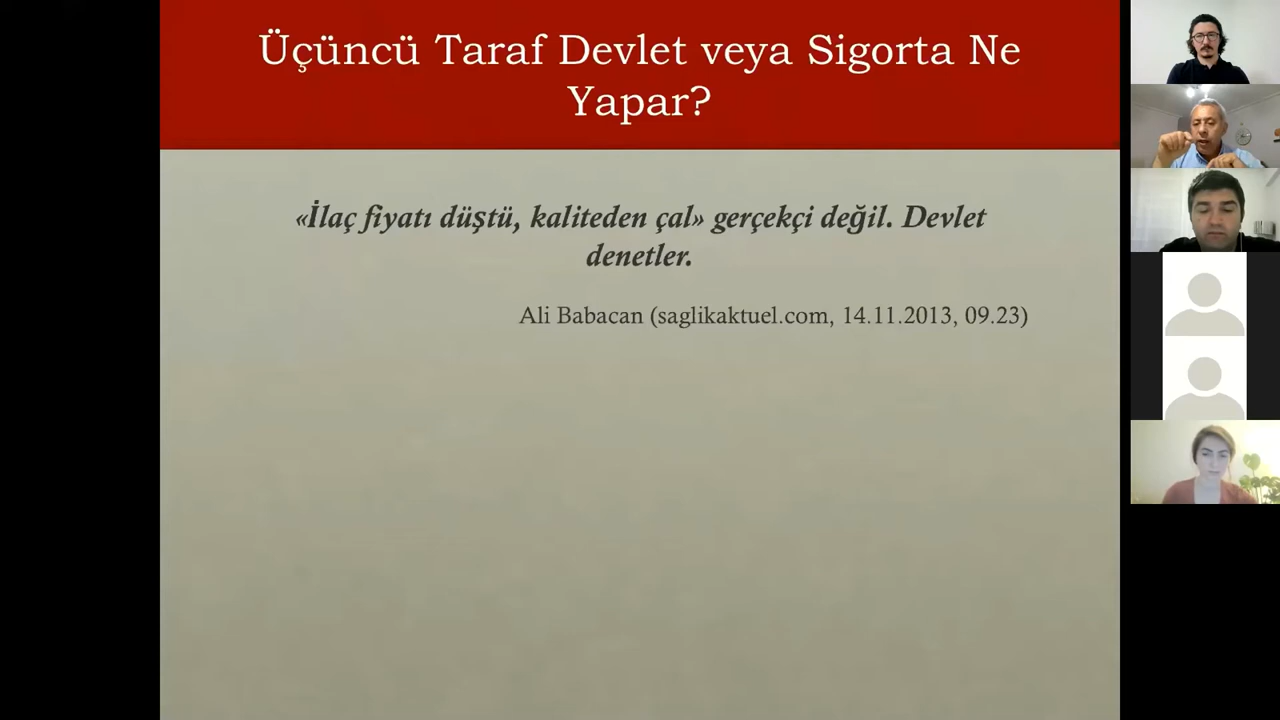 Üçüncü Taraf Devlet veya Sigorta Ne
Yapar?
«İlaç fiyatı düştü, kaliteden çal» gerçekçi değil. Devlet
denetler.
Ali Babacan (saglikaktuel.com, 14.11.2013, 09.23)